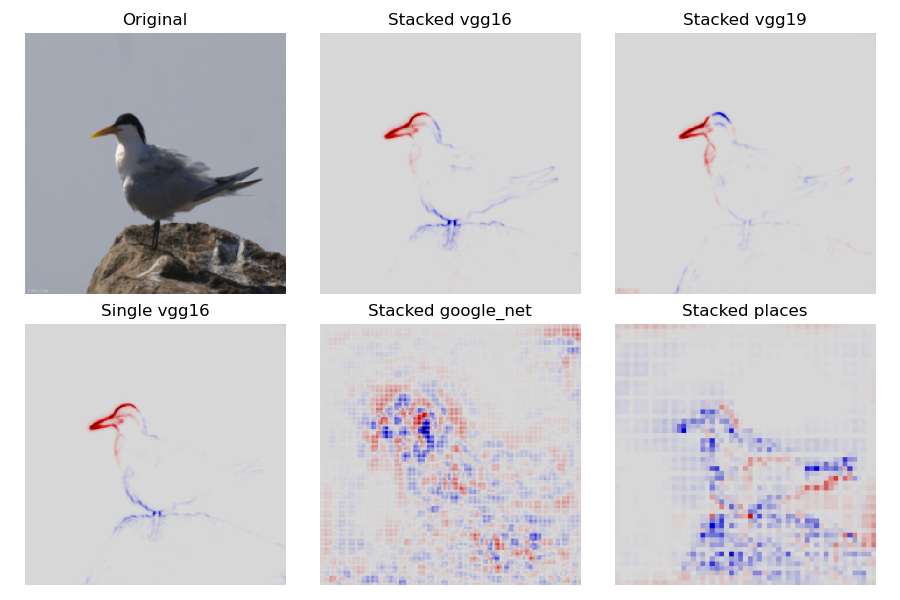 Original
Stacked vgg16
Stacked vgg19
Single vgg16
Stacked google_net
Stacked places